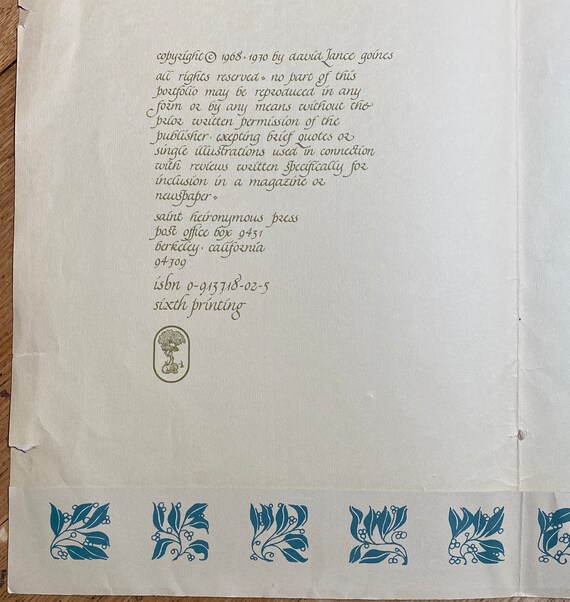 copyright © 1968 · 1970 by david lance goines
all rights reserved · no part of this
portfolio may be reproduced in any
form or by any means without the
prior written permission of the
publisher · exepting brief quotes or
single illustrations used in connection
with reviews written specifically for
inclusion in a magazine or
newspaper ·
saint heironymous press
post office box 9431
berkeley · california
94709
isbn 0-913718-02-5
sixth printing